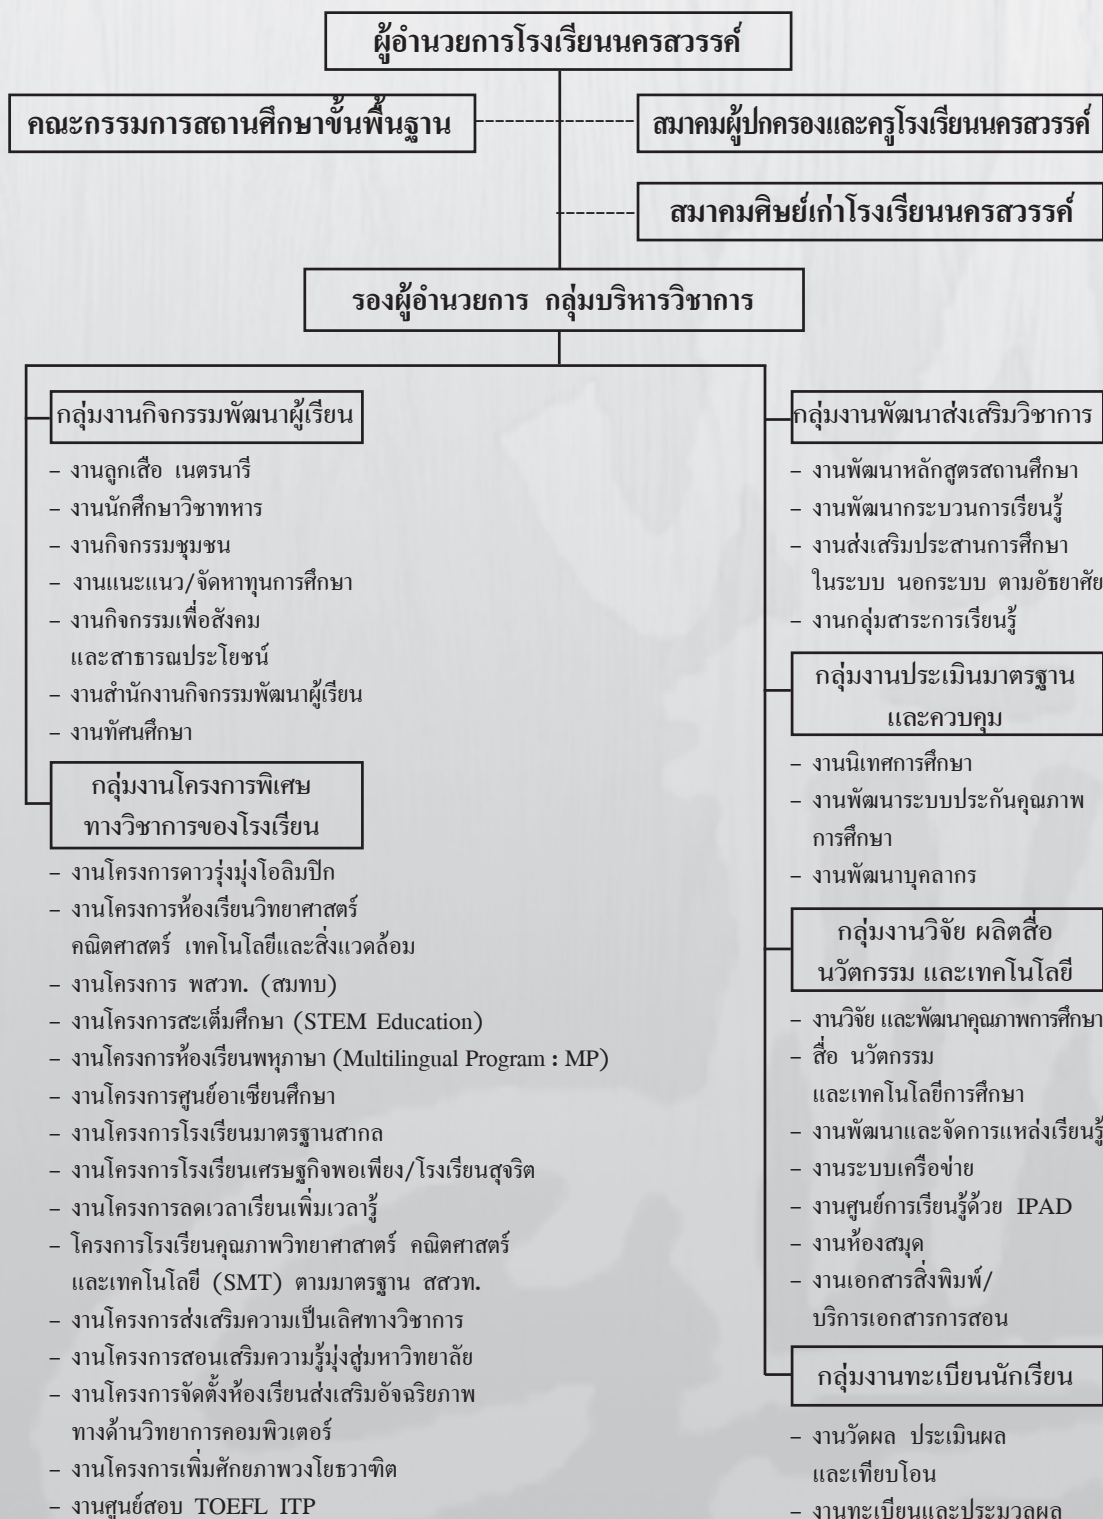 ผู้อำนวยการโรงเรียนนครสวรรค์
คณะกรรมการสถานศึกษาขั้นพื้นฐาน
สมาคมผู้ปกครองและครูโรงเรียนนครสวรรค์
สมาคมศิษย์เก่าโรงเรียนนครสวรรค์
รองผู้อำนวยการ กลุ่มบริหารวิชาการ
กลุ่มงานกิจกรรมพัฒนาผู้เรียน
– งานลูกเสือ เนตรนารี
– งานนักศึกษาวิชาทหาร
– งานกิจกรรมชุมชน
– งานแนะแนว/จัดหาทุนการศึกษา
– งานกิจกรรมเพื่อสังคม
และสาธารณประโยชน์
– งานสำนักงานกิจกรรมพัฒนาผู้เรียน
– งานทัศนศึกษา
กลุ่มงานโครงการพิเศษ
ทางวิชาการของโรงเรียน
– งานโครงการดาวรุ่งมุ่งโอลิมปิก
– งานโครงการห้องเรียนวิทยาศาสตร์
คณิตศาสตร์ เทคโนโลยีและสิ่งแวดล้อม
– งานโครงการ พสวท. (สมทบ)
– งานโครงการสะเต็มศึกษา (STEM Education)
– งานโครงการห้องเรียนพหุภาษา (Multilingual Program : MP)
– งานโครงการศูนย์อาเซียนศึกษา
– งานโครงการโรงเรียนมาตรฐานสากล
– งานโครงการโรงเรียนเศรษฐกิจพอเพียง/โรงเรียนสุจริต
– งานโครงการลดเวลาเรียนเพิ่มเวลารู้
– โครงการโรงเรียนคุณภาพวิทยาศาสาตร์ คณิตศาสตร์
และเทคโนโลยี (SMT) ตามมาตรฐาน สสวท.
– งานโครงการส่งเสริมความเป็นเลิศทางวิชาการ
– งานโครงการสอนเสริมความรู้มุ่งสู่มหาวิทยาลัย
– งานโครงการจัดตั้งห้องเรียนส่งเสริมอัจฉริยภาพ
ทางด้านวิทยาการคอมพิวเตอร์
– งานโครงการเพิ่มศักยภาพวงโยธวาฑิต
– งานศูนย์สอบ TOEFL ITP
กลุ่มงานพัฒนาส่งเสริมวิชาการ
– งานพัฒนาหลักสูตรสถานศึกษา
– งานพัฒนากระบวนการเรียนรู้
– งานส่งเสริมประสานการศึกษา
ในระบบ นอกระบบ ตามอัธยาศัย
– งานกลุ่มสาระการเรียนรู้
กลุ่มงานประเมินมาตรฐาน
และควบคุม
– งานนิเทศการศึกษา
– งานพัฒนาระบบประกันคุณภาพ
การศึกษา
– งานพัฒนาบุคลากร
กลุ่มงานวิจัย ผลิตสื่อ
นวัตกรรม และเทคโนโลยี
– งานวิจัย และพัฒนาคุณภาพการศึกษา
– สื่อ นวัตกรรม
และเทคโนโลยีการศึกษา
– งานพัฒนาและจัดการแหล่งเรียนรู้
– งานระบบเครือข่าย
– งานศูนย์การเรียนรู้ด้วย IPAD
– งานห้องสมุด
– งานเอกสารสิ่งพิมพ์/
บริการเอกสารการสอน
กลุ่มงานทะเบียนนักเรียน
– งานวัดผล ประเมินผล
และเทียบโอน
– งานทะเบียนและประมวลผล